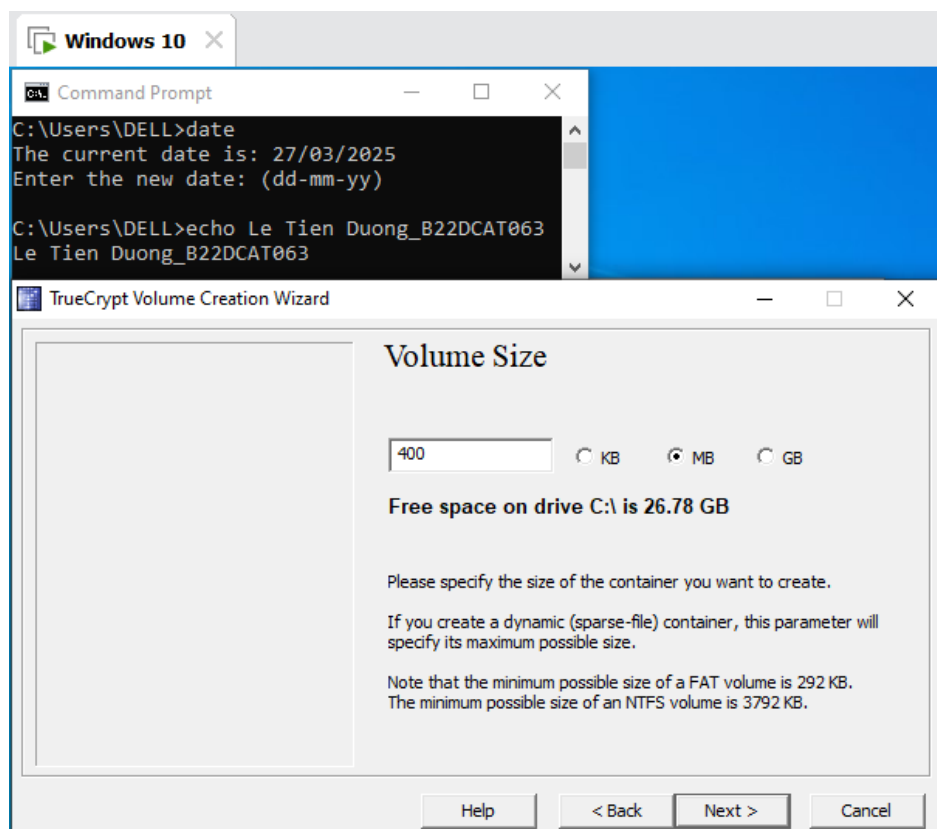 Windows 10
Command Prompt
C:\Users\DELL>date
The current date is: 27/03/2025
Enter the new date: (dd-mm-yy)
C:\Users\DELL>echo Le Tien Duong_B22DCAT063
Le Tien Duong_B22DCAT063
TrueCrypt Volume Creation Wizard
Volume Size
400 KB MB GB
Free space on drive C:\ is 26.78 GB
Please specify the size of the container you want to create.
If you create a dynamic (sparse-file) container, this parameter will
specify its maximum possible size.
Note that the minimum possible size of a FAT volume is 292 KB.
The minimum possible size of an NTFS volume is 3792 KB.
Help < Back Next > Cancel